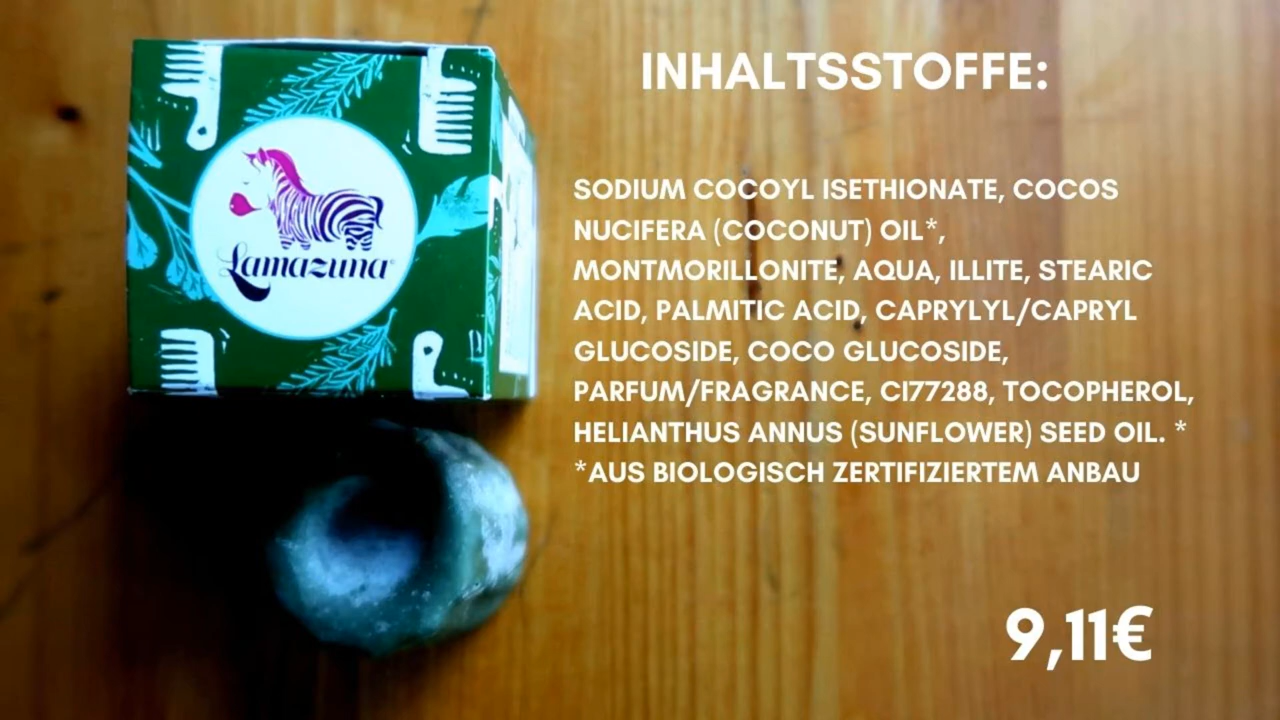 Lamazuna
INHALTSSTOFFE:
SODIUM COCOYL ISETHIONATE, COCOS
NUCIFERA (COCONUT) OIL*,
MONTMORILLONITE, AQUA, ILLITE, STEARIC
ACID, PALMITIC ACID, CAPRYLYL/CAPRYL
GLUCOSIDE, COCO GLUCOSIDE,
PARFUM/FRAGRANCE, CI77288, TOCOPHEROL,
HELIANTHUS ANNUS (SUNFLOWER) SEED OIL. *
*AUS BIOLOGISCH ZERTIFIZIERTEM ANBAU
9,11€